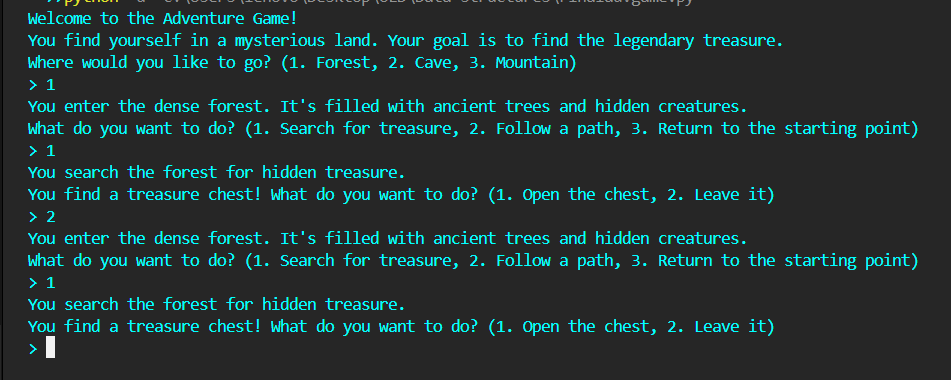 Welcome to the Adventure Game!
You find yourself in a mysterious land. Your goal is to find the legendary treasure.
Where would you like to go? (1. Forest, 2. Cave, 3. Mountain)
> 1
You enter the dense forest. It's filled with ancient trees and hidden creatures.
What do you want to do? (1. Search for treasure, 2. Follow a path, 3. Return to the starting point)
> 1
You search the forest for hidden treasure.
You find a treasure chest! What do you want to do? (1. Open the chest, 2. Leave it)
> 2
You enter the dense forest. It's filled with ancient trees and hidden creatures.
What do you want to do? (1. Search for treasure, 2. Follow a path, 3. Return to the starting point)
> 1
You search the forest for hidden treasure.
You find a treasure chest! What do you want to do? (1. Open the chest, 2. Leave it)
>